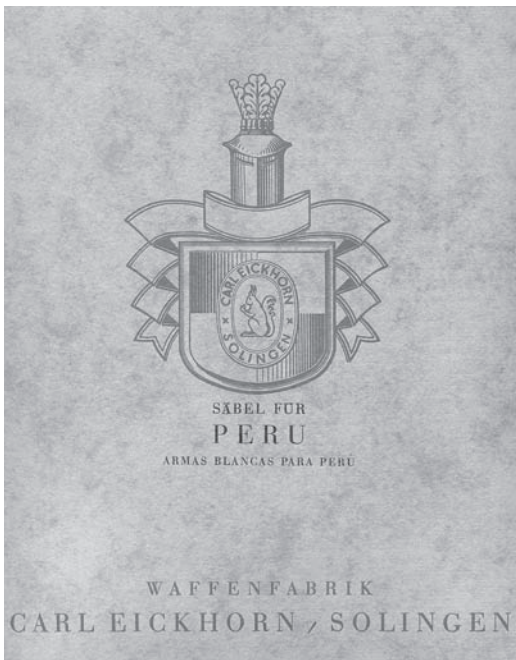 CARL EICKHORN
SOLINGEN
SÄBEL FÜR
PERU
ARMAS BLANCAS PARA PERÚ
WAFFENFABRIK
CARL EICKHORN / SOLINGEN